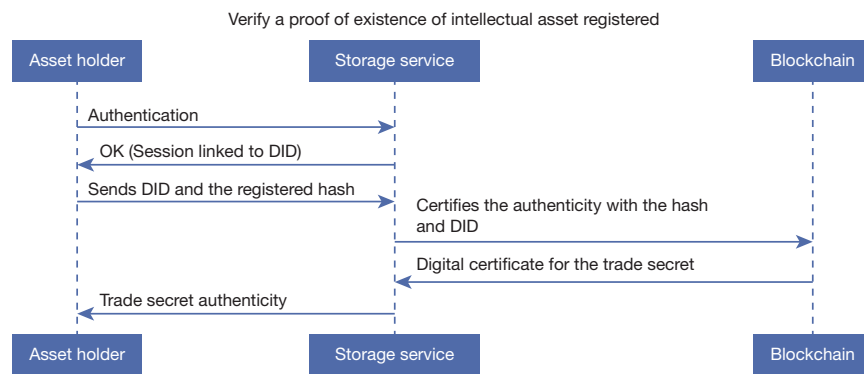 Verify a proof of existence of intellectual asset registered
Asset holder
Storage service
Blockchain
Authentication
OK (Session linked to DID)
Sends DID and the registered hash
Certifies the authenticity with the hash
and DID
Digital certificate for the trade secret
Trade secret authenticity
Asset holder
Storage service
Blockchain